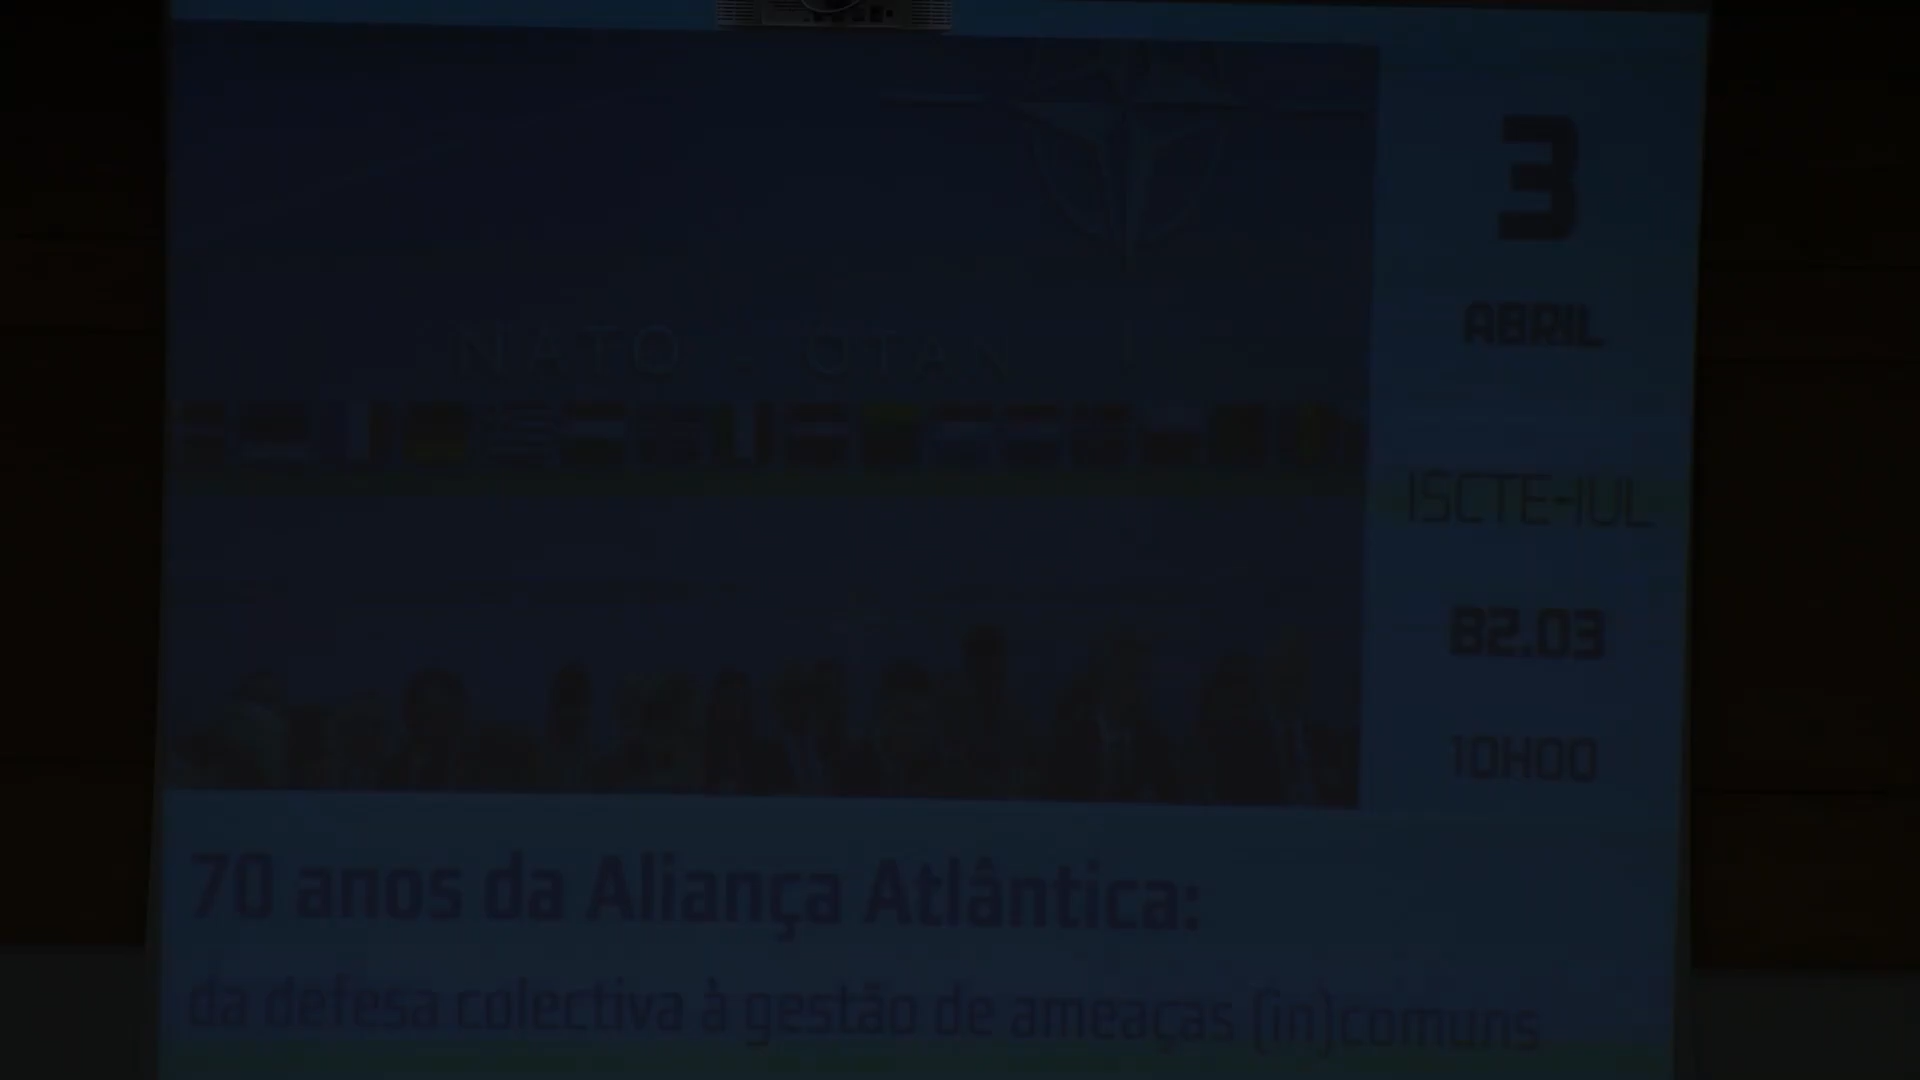 NATO - OTAN
3
ABRIL
ISCTE-IUL
B2.03
10H00
70 anos da Aliança Atlântica:
da defesa colectiva à gestão de ameaças (in)comuns